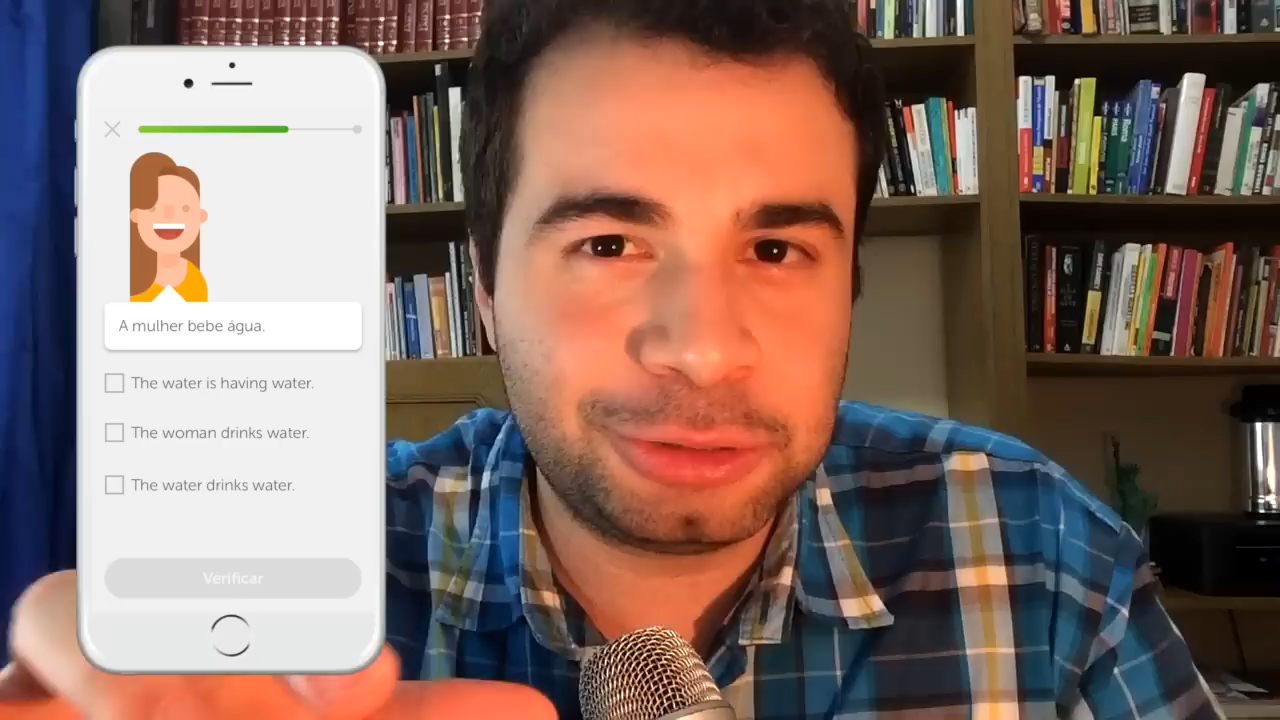 A mulher bebe água.
The water is having water.
The woman drinks water.
The water drinks water.
Verificar